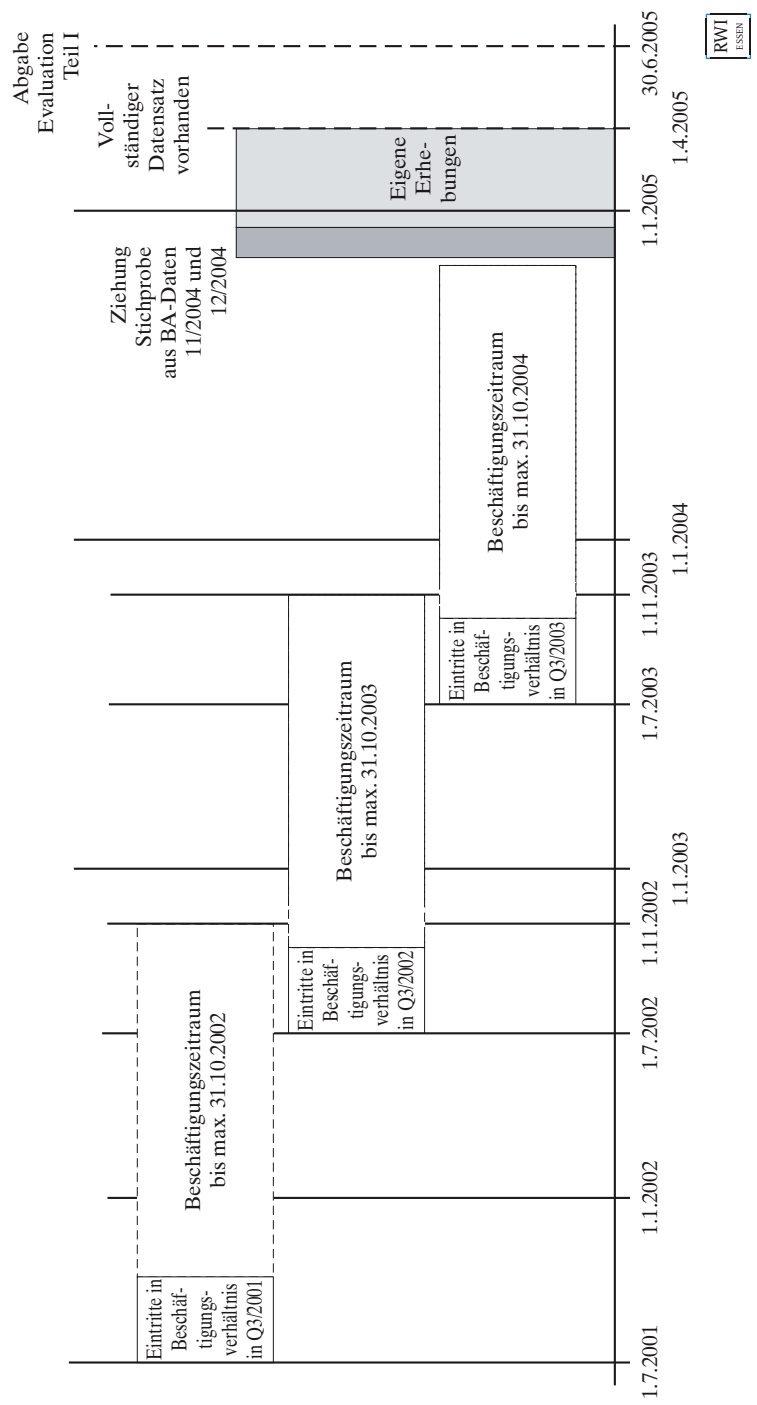 Abgabe
Evaluation
Teil I
Voll-
ständiger
Datensatz
vorhanden
Ziehung
Stichprobe
aus BA-Daten
11/2004 und
12/2004
Eigene
Erhe-
bungen
Eintritte in
Beschäf-
tigungs-
verhältnis
in Q3/2001
Beschäftigungszeitraum
bis max. 31.10.2002
Eintritte in
Beschäf-
tigungs-
verhältnis
in Q3/2002
Beschäftigungszeitraum
bis max. 31.10.2003
Eintritte in
Beschäf-
tigungs-
verhältnis
in Q3/2003
Beschäftigungszeitraum
bis max. 31.10.2004
1.7.2001
1.1.2002
1.7.2002
1.11.2002
1.1.2003
1.7.2003
1.11.2003
1.1.2004
1.1.2005
1.4.2005
30.6.2005
RWI
ESSEN